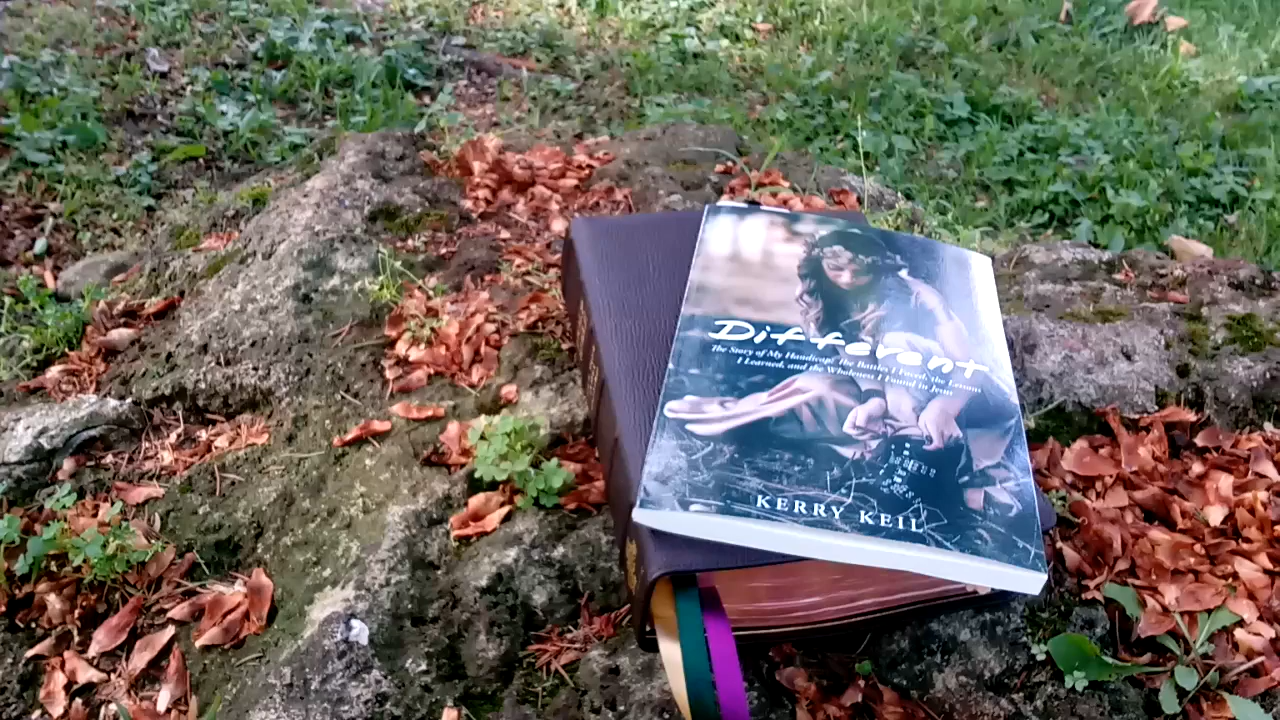 Different
The Story of My Handicap, the Battles I Faced, the Lessons
I Learned, and the Wholeness I Found in Jesus
KERRY KEIL